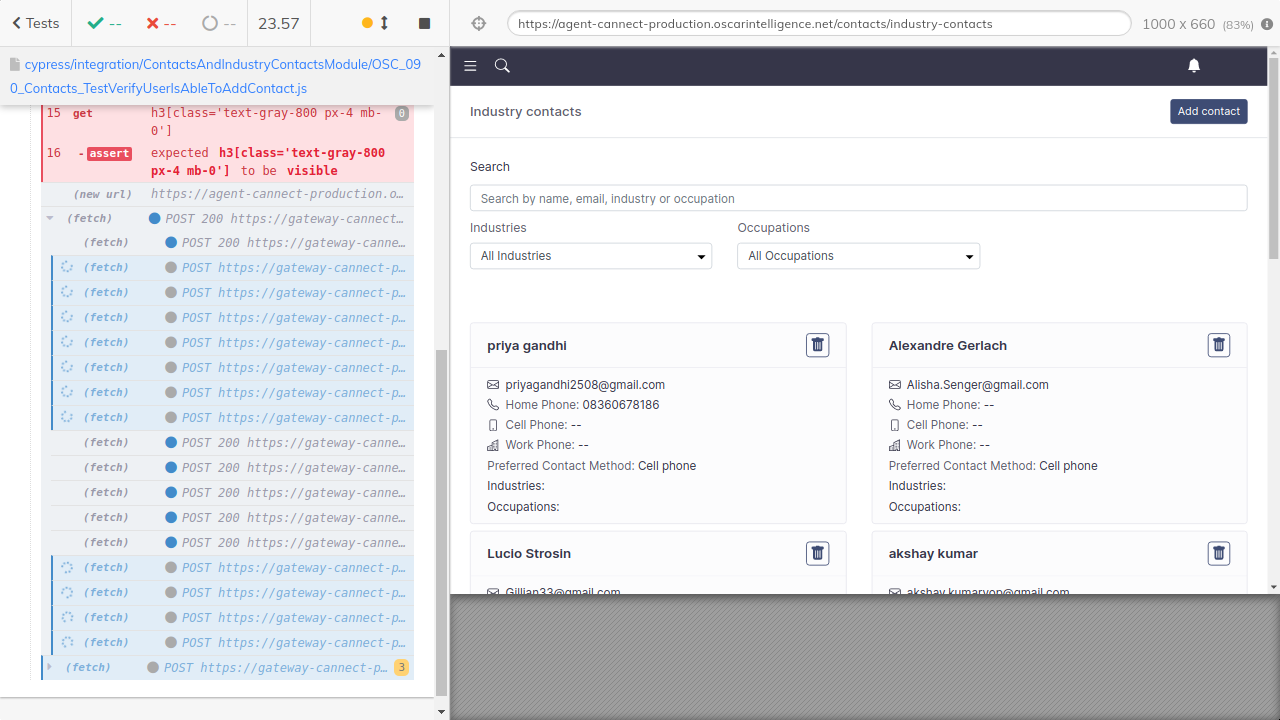 Tests
--
--
--
23.57
https://agent-cannect-production.oscarintelligence.net/contacts/industry-contacts
1000 x 660 (83%)
cypress/integration/ContactsAndIndustryContactsModule/OSC_09
0_Contacts_TestVerifyUserIsAbleToAddContact.js
15 get h3[class='text-gray-800 px-4 mb-
0'] 0
16 -assert expected h3[class='text-gray-800
px-4 mb-0'] to be visible
(new url) https://agent-cannect-production.o…
(fetch) POST 200 https://gateway-cannect…
(fetch) POST 200 https://gateway-canne…
(fetch) POST https://gateway-cannect-p…
(fetch) POST https://gateway-cannect-p…
(fetch) POST https://gateway-cannect-p…
(fetch) POST https://gateway-cannect-p…
(fetch) POST https://gateway-cannect-p…
(fetch) POST https://gateway-cannect-p…
(fetch) POST https://gateway-cannect-p…
(fetch) POST 200 https://gateway-canne…
(fetch) POST 200 https://gateway-canne…
(fetch) POST 200 https://gateway-canne…
(fetch) POST 200 https://gateway-canne…
(fetch) POST 200 https://gateway-canne…
(fetch) POST https://gateway-cannect-p…
(fetch) POST https://gateway-cannect-p…
(fetch) POST https://gateway-cannect-p…
(fetch) POST https://gateway-cannect-p…
(fetch) POST https://gateway-cannect-p… 3
Industry contacts
Add contact
Search
Search by name, email, industry or occupation
Industries
Occupations
All Industries
All Occupations
priya gandhi
priyagandhi2508@gmail.com
Home Phone: 08360678186
Cell Phone: --
Work Phone: --
Preferred Contact Method: Cell phone
Industries:
Occupations:
Alexandre Gerlach
Alisha.Senger@gmail.com
Home Phone: --
Cell Phone: --
Work Phone: --
Preferred Contact Method: Cell phone
Industries:
Occupations:
Lucio Strosin
Gillian33@gmail.com
akshay kumar
akshay.kumaryop@gmail.com